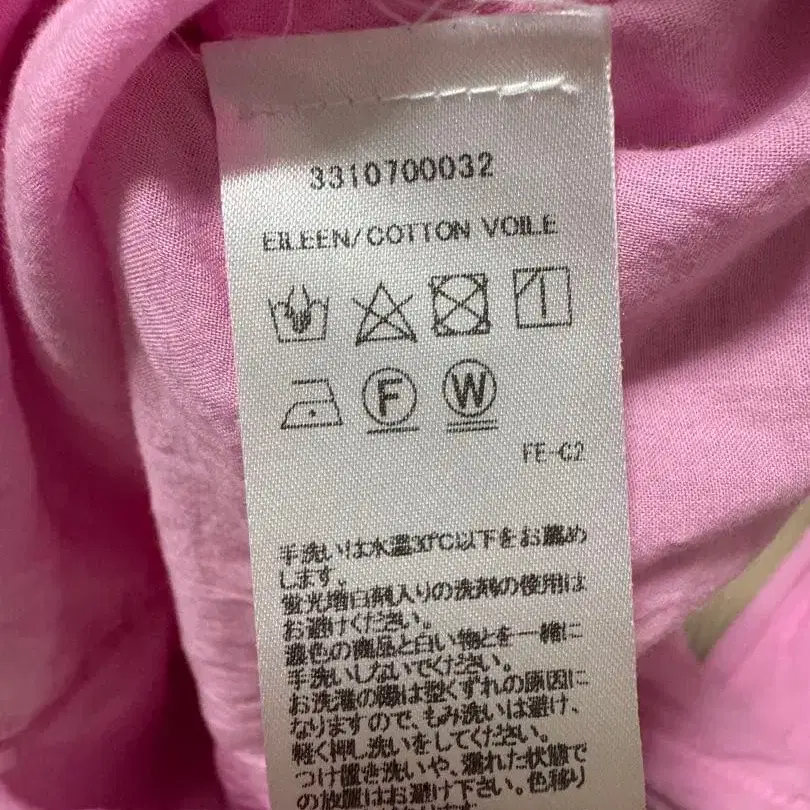 3310700032
EILEEN/COTTON VOILE
F W
FE-C2
手洗いは水温30℃以下をお薦め
します。
蛍光増白剤入りの洗剤の使用は
お避けください。
濃色の商品と白い物とを一緒に
手洗いしないでください。
お洗濯の際は型くずれの原因に
なりますので、もみ洗いは避け、
軽く押し洗いをしてください。
つけ置き洗いや、濡れた状態で
の放置はお避け下さい。色移り